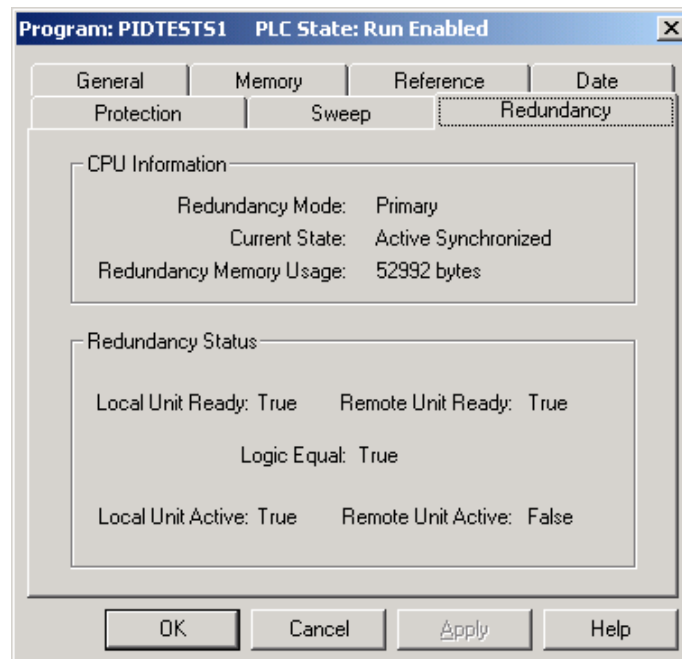 Program: PIDTESTS1 PLC State: Run Enabled
General Memory Reference Date
Protection Sweep Redundancy
CPU Information
Redundancy Mode: Primary
Current State: Active Synchronized
Redundancy Memory Usage: 52992 bytes
Redundancy Status
Local Unit Ready: True Remote Unit Ready: True
Logic Equal: True
Local Unit Active: True Remote Unit Active: False
OK Cancel Apply Help